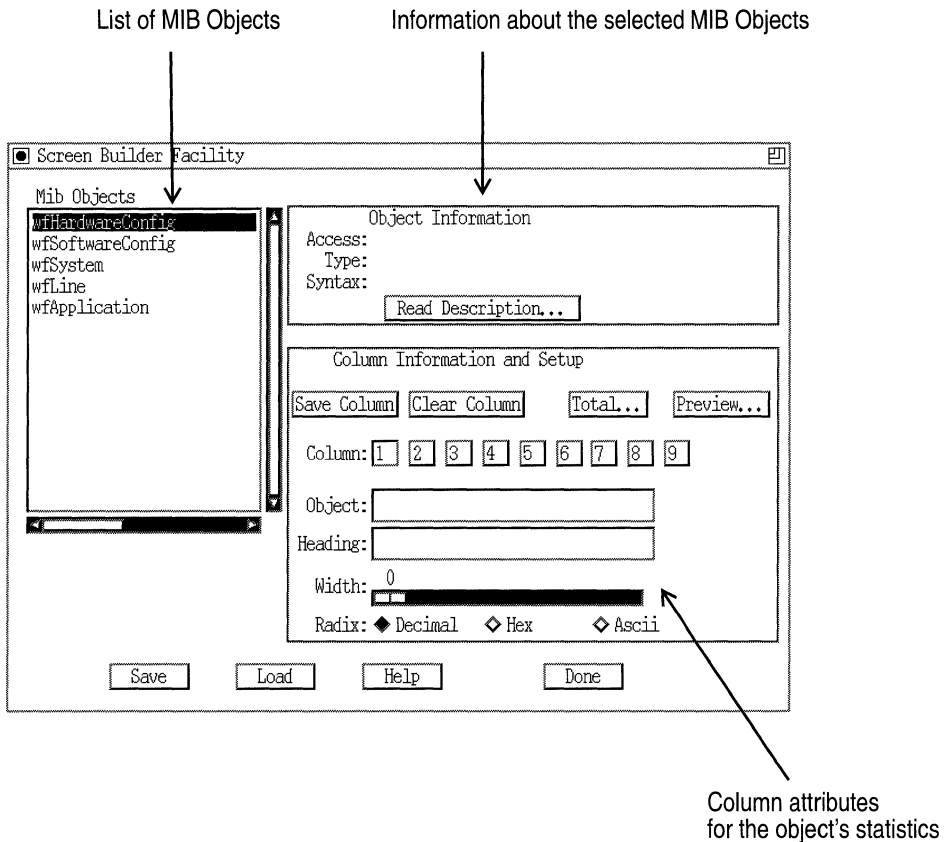 List of MIB Objects
Information about the selected MIB Objects
Screen Builder Facility
Mib Objects
wfHardwareConfig
wfSoftwareConfig
wfSystem
wfLine
wfApplication
Object Information
Access:
Type:
Syntax:
Read Description...
Column Information and Setup
Save Column Clear Column Total... Preview...
Column: 1 2 3 4 5 6 7 8 9
Object:
Heading:
Width: 0
Radix: Decimal Hex Ascii
Save Load Help Done
Column attributes
for the object's statistics